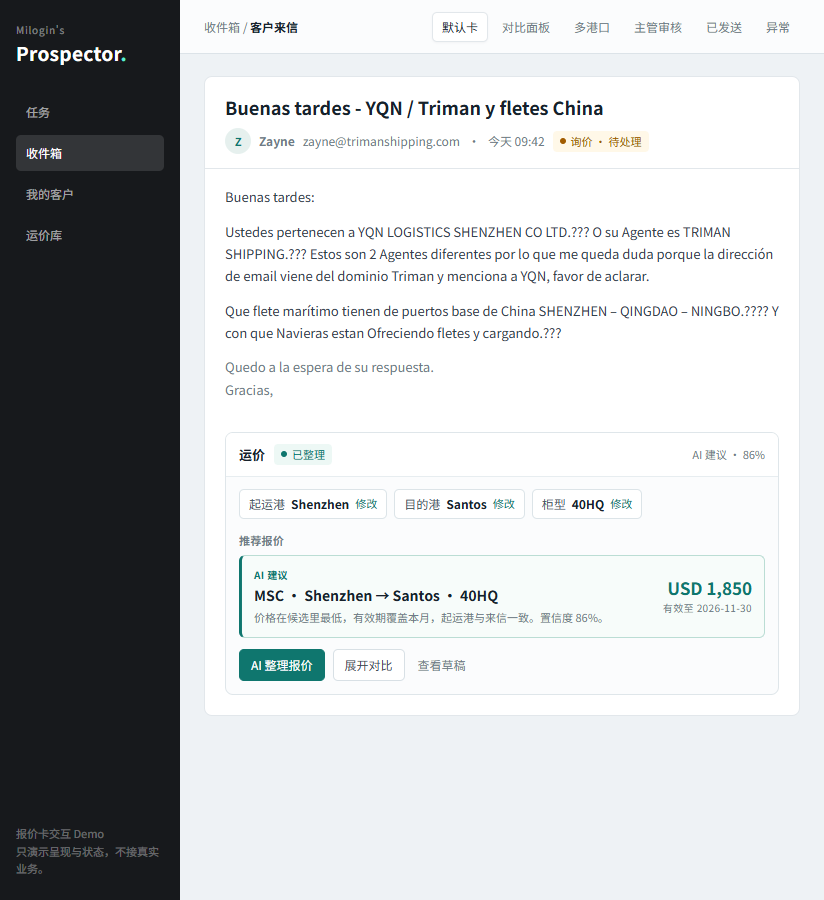 Milogin's
Prospector.
任务
收件箱
我的客户
运价库
报价卡交互 Demo
只演示呈现与状态，不接真实
业务。
收件箱 / 客户来信
默认卡 对比面板 多港口 主管审核 已发送 异常
Buenas tardes - YQN / Triman y fletes China
Z Zayne zayne@trimanshipping.com · 今天 09:42 询价 · 待处理
Buenas tardes:
Ustedes pertenecen a YQN LOGISTICS SHENZHEN CO LTD.??? O su Agente es TRIMAN
SHIPPING.??? Estos son 2 Agentes diferentes por lo que me queda duda porque la dirección
de email viene del dominio Triman y menciona a YQN, favor de aclarar.
Que flete marítimo tienen de puertos base de China SHENZHEN – QINGDAO – NINGBO.???? Y
con que Navieras estan Ofreciendo fletes y cargando.???
Quedo a la espera de su respuesta.
Gracias,
运价 已整理 AI 建议 · 86%
起运港 Shenzhen 修改 目的港 Santos 修改 柜型 40HQ 修改
推荐报价
AI 建议
MSC · Shenzhen → Santos · 40HQ
价格在候选里最低，有效期覆盖本月，起运港与来信一致。置信度 86%。
USD 1,850
有效至 2026-11-30
AI 整理报价 展开对比 查看草稿